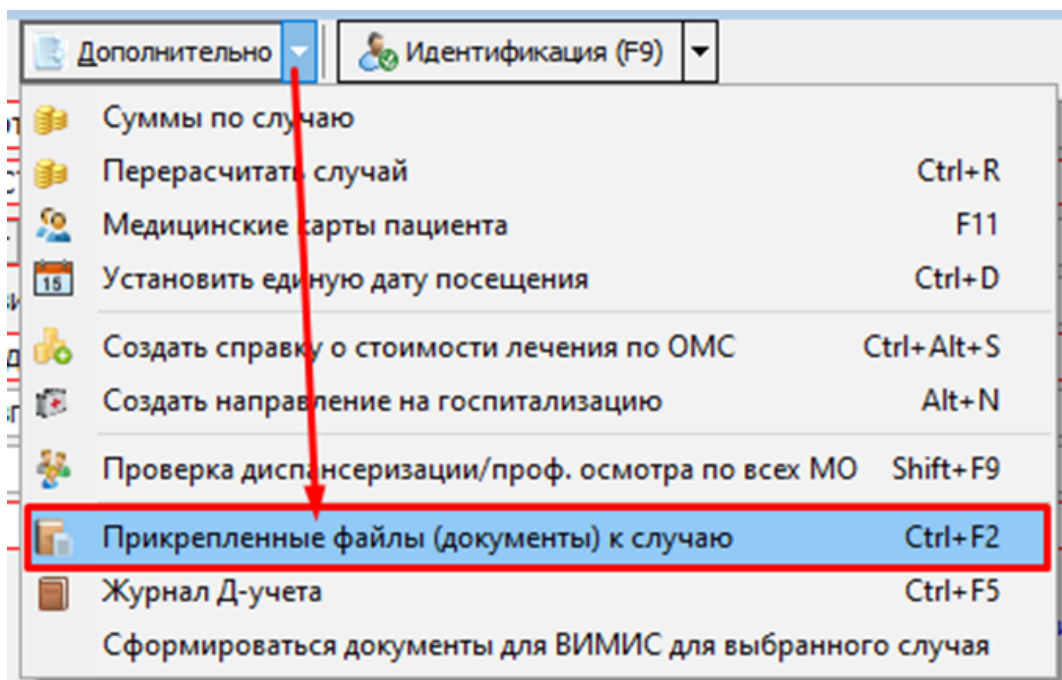 Дополнительно Идентификация (F9)
Суммы по случаю
Перерасчитать случай Ctrl+R
Медицинские карты пациента F11
15 Установить единую дату посещения Ctrl+D
Создать справку о стоимости лечения по ОМС Ctrl+Alt+S
Создать направление на госпитализацию Alt+N
Проверка диспансеризации/проф. осмотра по всех МО Shift+F9
Прикрепленные файлы (документы) к случаю Ctrl+F2
Журнал Д-учета Ctrl+F5
Сформироваться документы для ВИМИС для выбранного случая